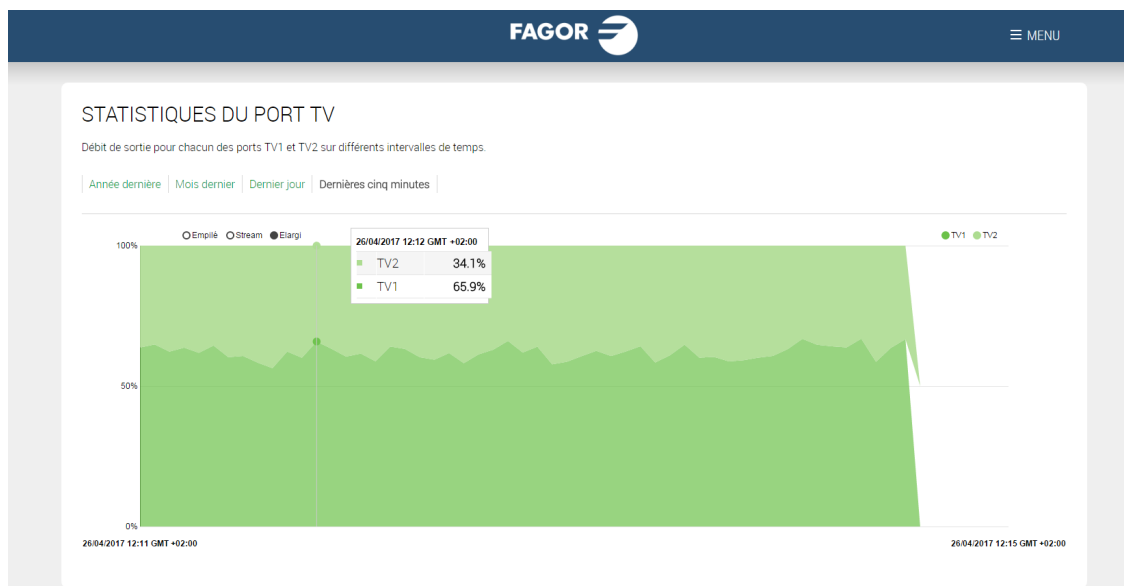 FAGOR
☰ MENU
STATISTIQUES DU PORT TV
Débit de sortie pour chacun des ports TV1 et TV2 sur différents intervalles de temps.
Année dernière Mois dernier Dernier jour Dernières cinq minutes
Empilè Stream Elargi
TV1 TV2
26/04/2017 12:12 GMT +02:00
TV2 34.1%
TV1 65.9%
100%
50%
0%
26/04/2017 12:11 GMT +02:00
26/04/2017 12:15 GMT +02:00